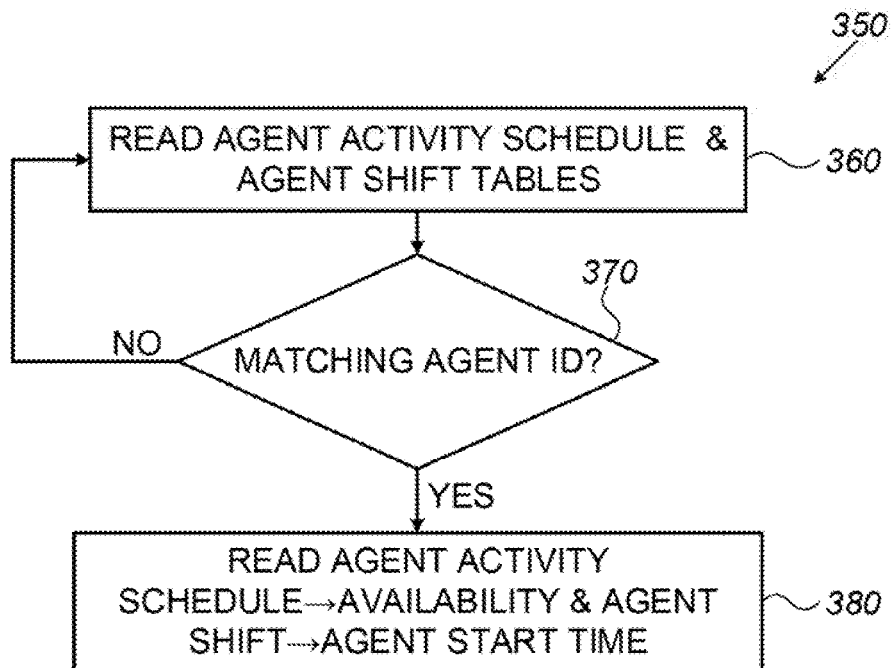 350
READ AGENT ACTIVITY SCHEDULE &
AGENT SHIFT TABLES
360
370
MATCHING AGENT ID?
NO
YES
READ AGENT ACTIVITY
SCHEDULE→AVAILABILITY & AGENT
SHIFT→AGENT START TIME
380